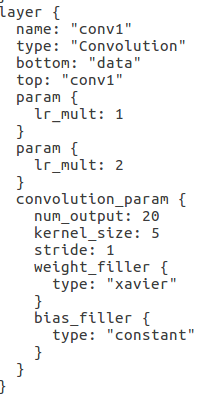 layer {
  name: "conv1"
  type: "Convolution"
  bottom: "data"
  top: "conv1"
  param {
    lr_mult: 1
  }
  param {
    lr_mult: 2
  }
  convolution_param {
    num_output: 20
    kernel_size: 5
    stride: 1
    weight_filler {
      type: "xavier"
    }
    bias_filler {
      type: "constant"
    }
  }
}